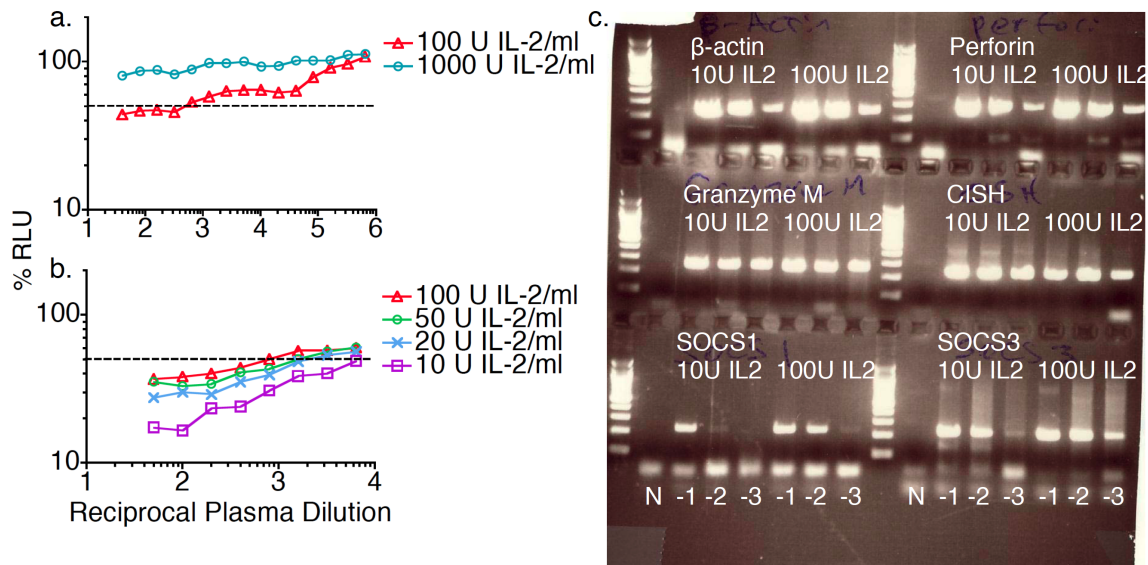 a.
% RLU
100
10
1 2 3 4 5 6
100 U IL-2/ml
1000 U IL-2/ml
b.
100
10
1 2 3 4
100 U IL-2/ml
50 U IL-2/ml
20 U IL-2/ml
10 U IL-2/ml
Reciprocal Plasma Dilution
c.
β-Actin
perfori
β-actin
Perforin
10U IL2 100U IL2
10U IL2 100U IL2
Granzyme M
CISH
10U IL2 100U IL2
10U IL2 100U IL2
SOCS1
SOCS3
10U IL2 100U IL2
10U IL2 100U IL2
N -1 -2 -3 -1 -2 -3
N -1 -2 -3 -1 -2 -3